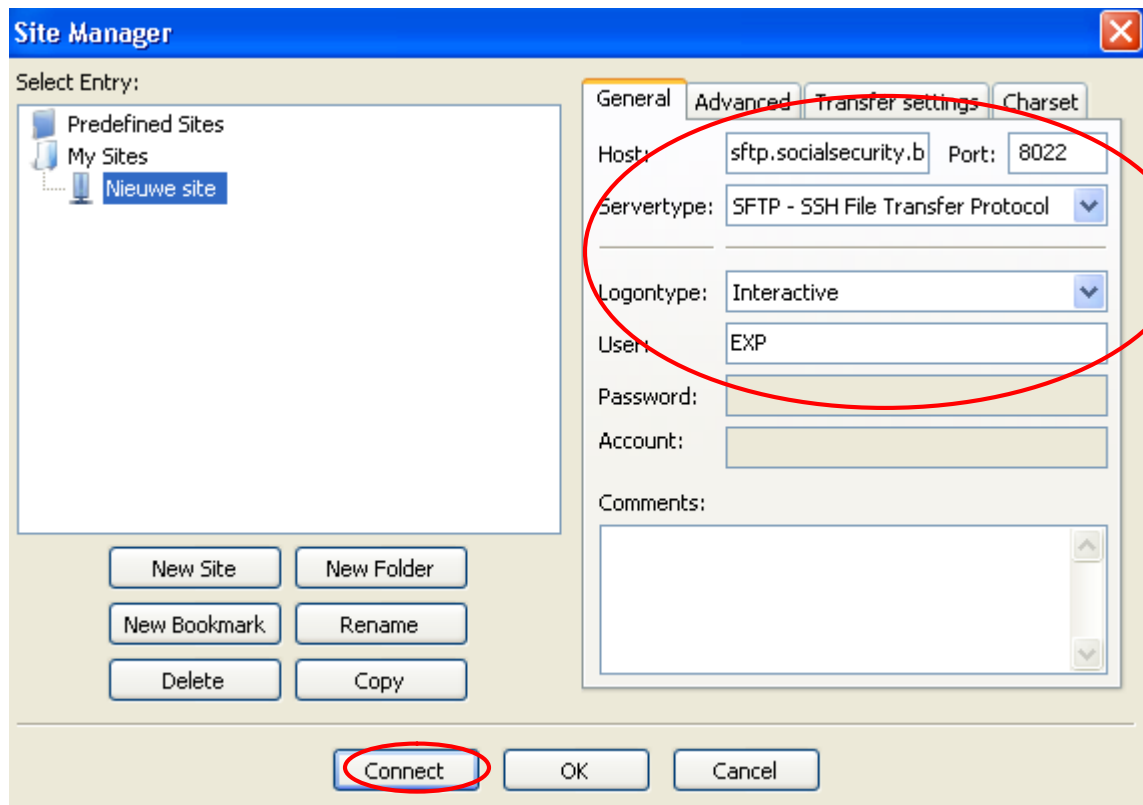 Site Manager
Select Entry:
Predefined Sites
My Sites
Nieuwe site
New Site New Folder
New Bookmark Rename
Delete Copy
General Advanced Transfer settings Charset
Host: sftp.socialsecurity.b Port: 8022
Servertype: SFTP - SSH File Transfer Protocol
Logontype: Interactive
User: EXP
Password:
Account:
Comments:
Connect OK Cancel